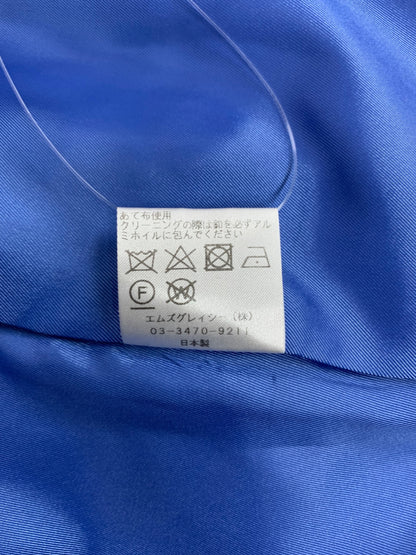 あて布使用
クリーニングの際は釦を必ずアル
ミホイルに包んでください
F W
エムズグレイシー(株)
03-3470-9211
日本製